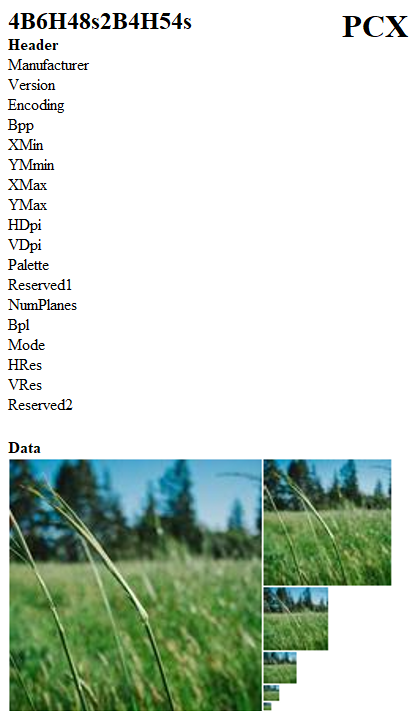 4B6H48s2B4H54s
PCX
Header
Manufacturer
Version
Encoding
Bpp
XMin
YMmin
XMax
YMax
HDpi
VDpi
Palette
Reserved1
NumPlanes
Bpl
Mode
HRes
VRes
Reserved2
Data